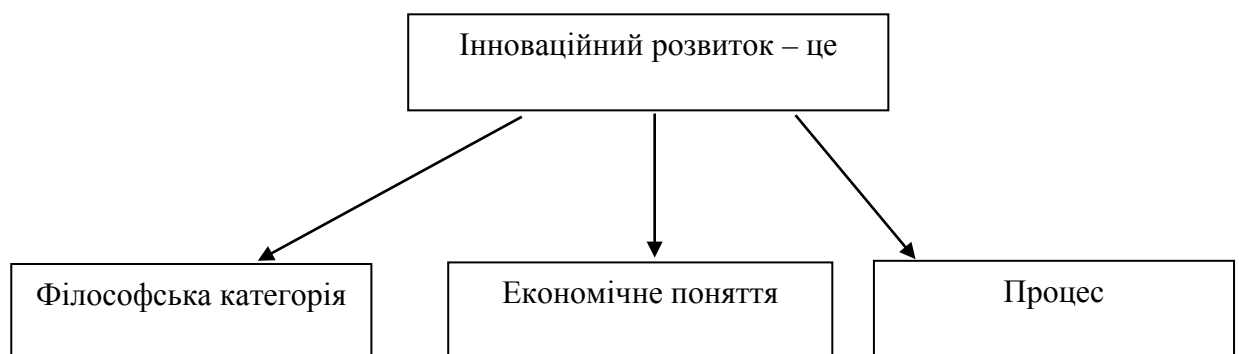 Інноваційний розвиток – це
Філософська категорія
Економічне поняття
Процес